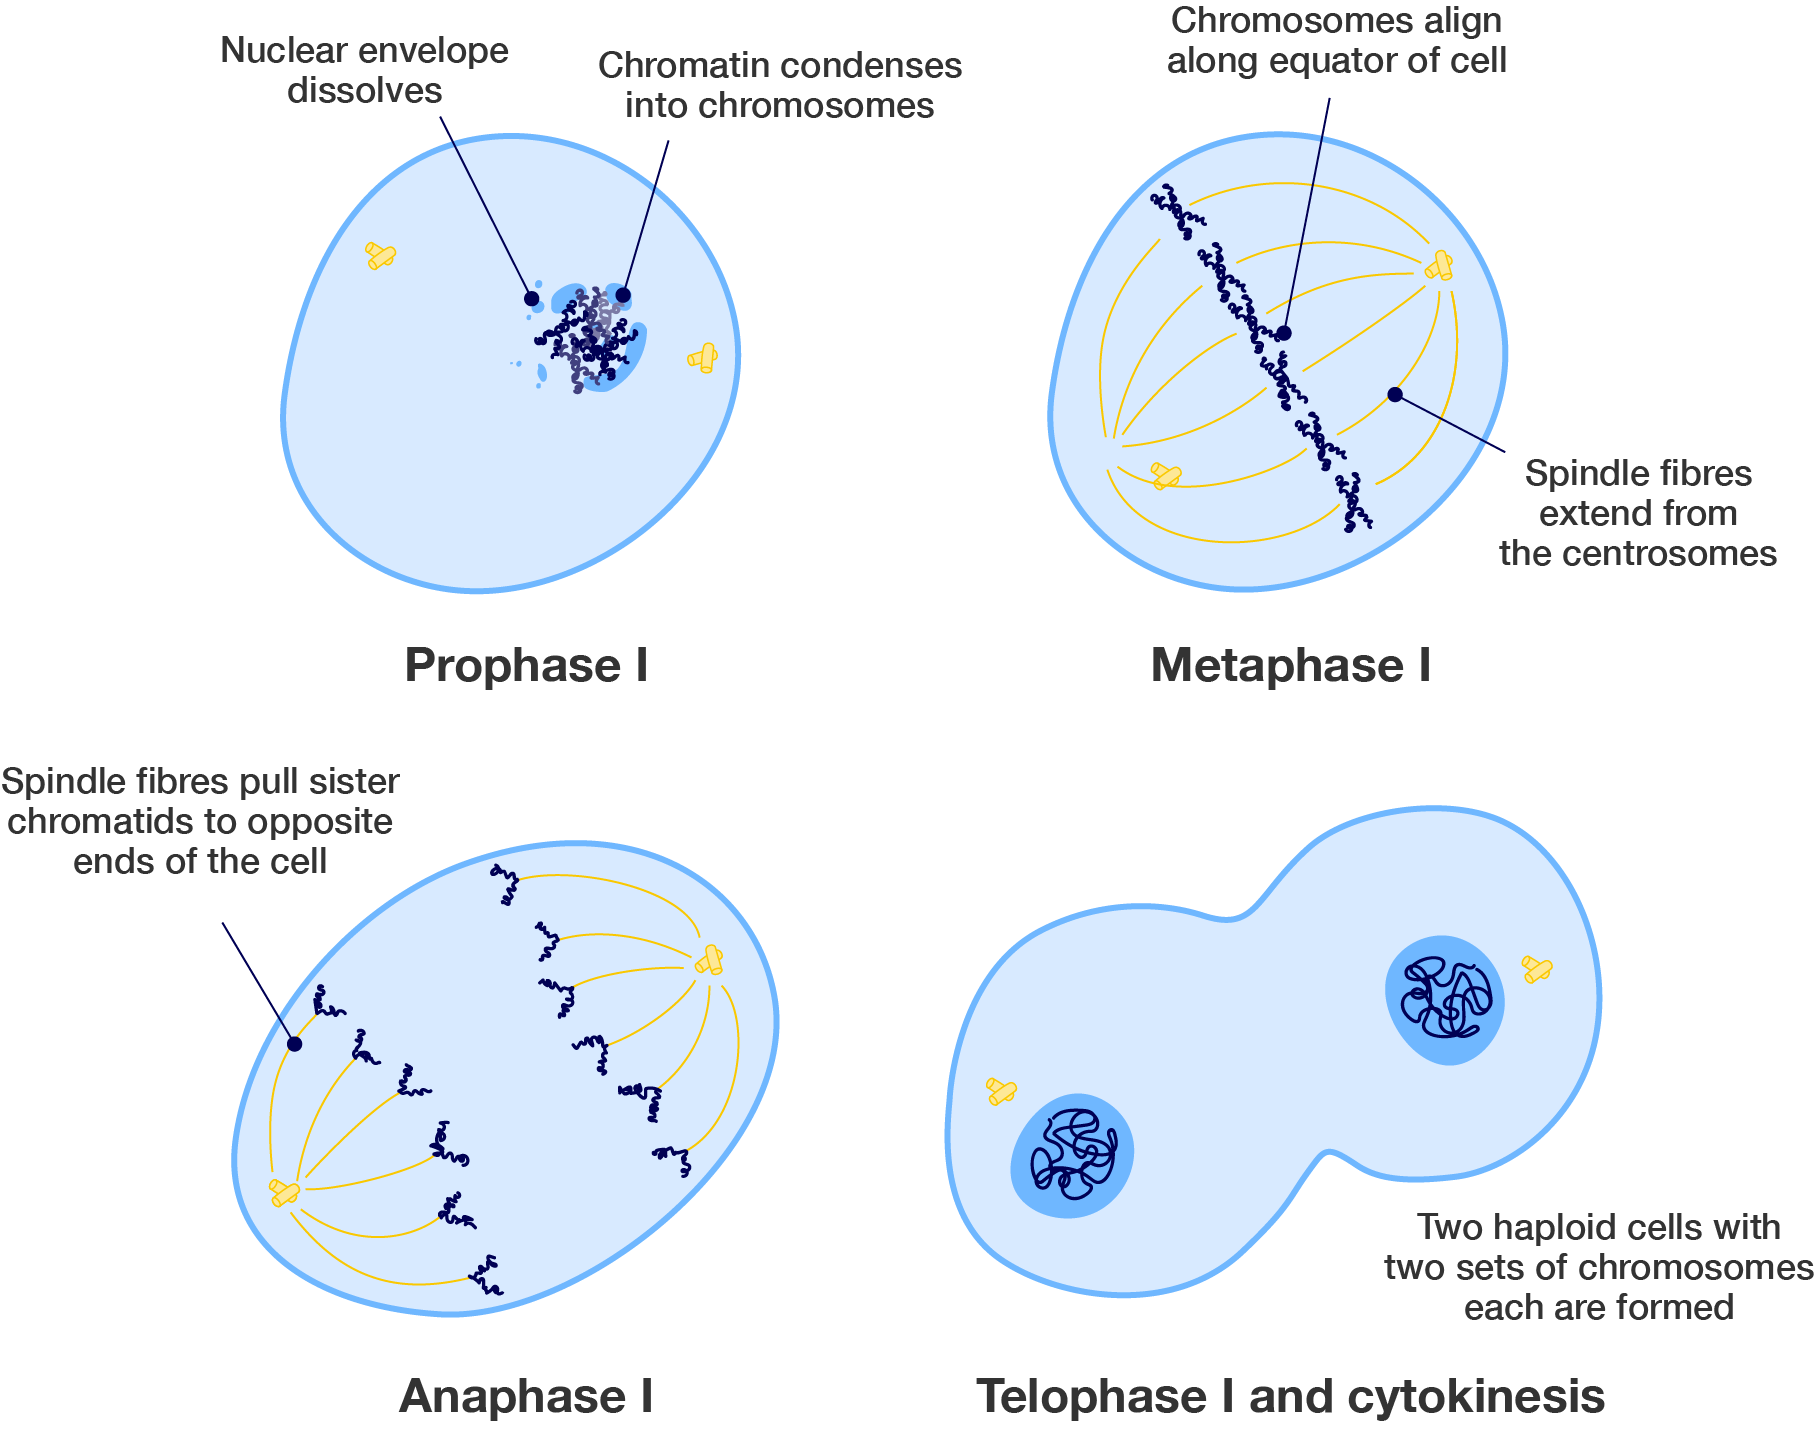 Nuclear envelope
dissolves
Chromatin condenses
into chromosomes
Chromosomes align
along equator of cell
Spindle fibres
extend from
the centrosomes
Prophase I
Metaphase I
Spindle fibres pull sister
chromatids to opposite
ends of the cell
Two haploid cells with
two sets of chromosomes
each are formed
Anaphase I
Telophase I and cytokinesis